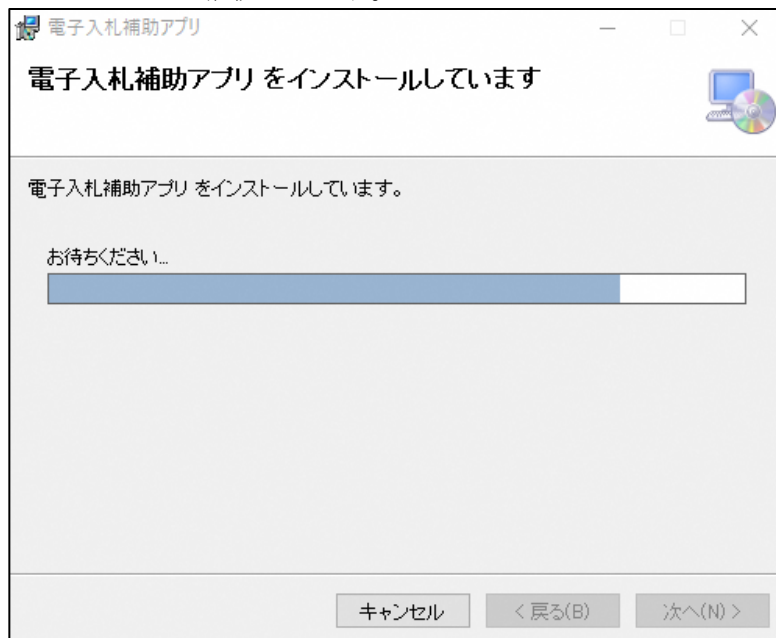 電子入札補助アプリ
電子入札補助アプリ をインストールしています
電子入札補助アプリ をインストールしています。
お待ちください...
キャンセル
< 戻る(B)
次へ(N) >